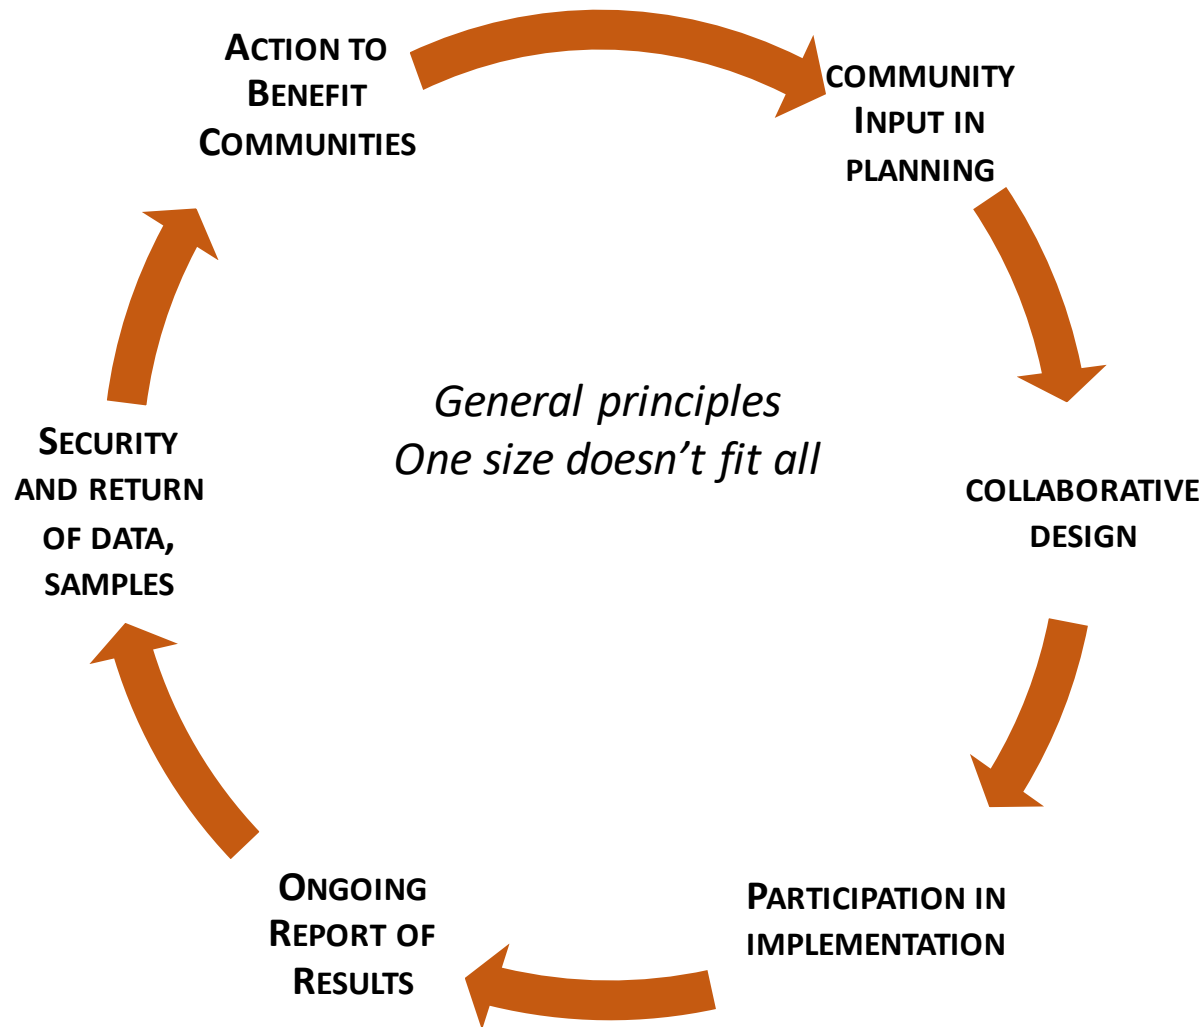 ACTION TO
BENEFIT
COMMUNITIES
COMMUNITY
INPUT IN
PLANNING
COLLABORATIVE
DESIGN
PARTICIPATION IN
IMPLEMENTATION
ONGOING
REPORT OF
RESULTS
SECURITY
AND RETURN
OF DATA,
SAMPLES
General principles
One size doesn’t fit all